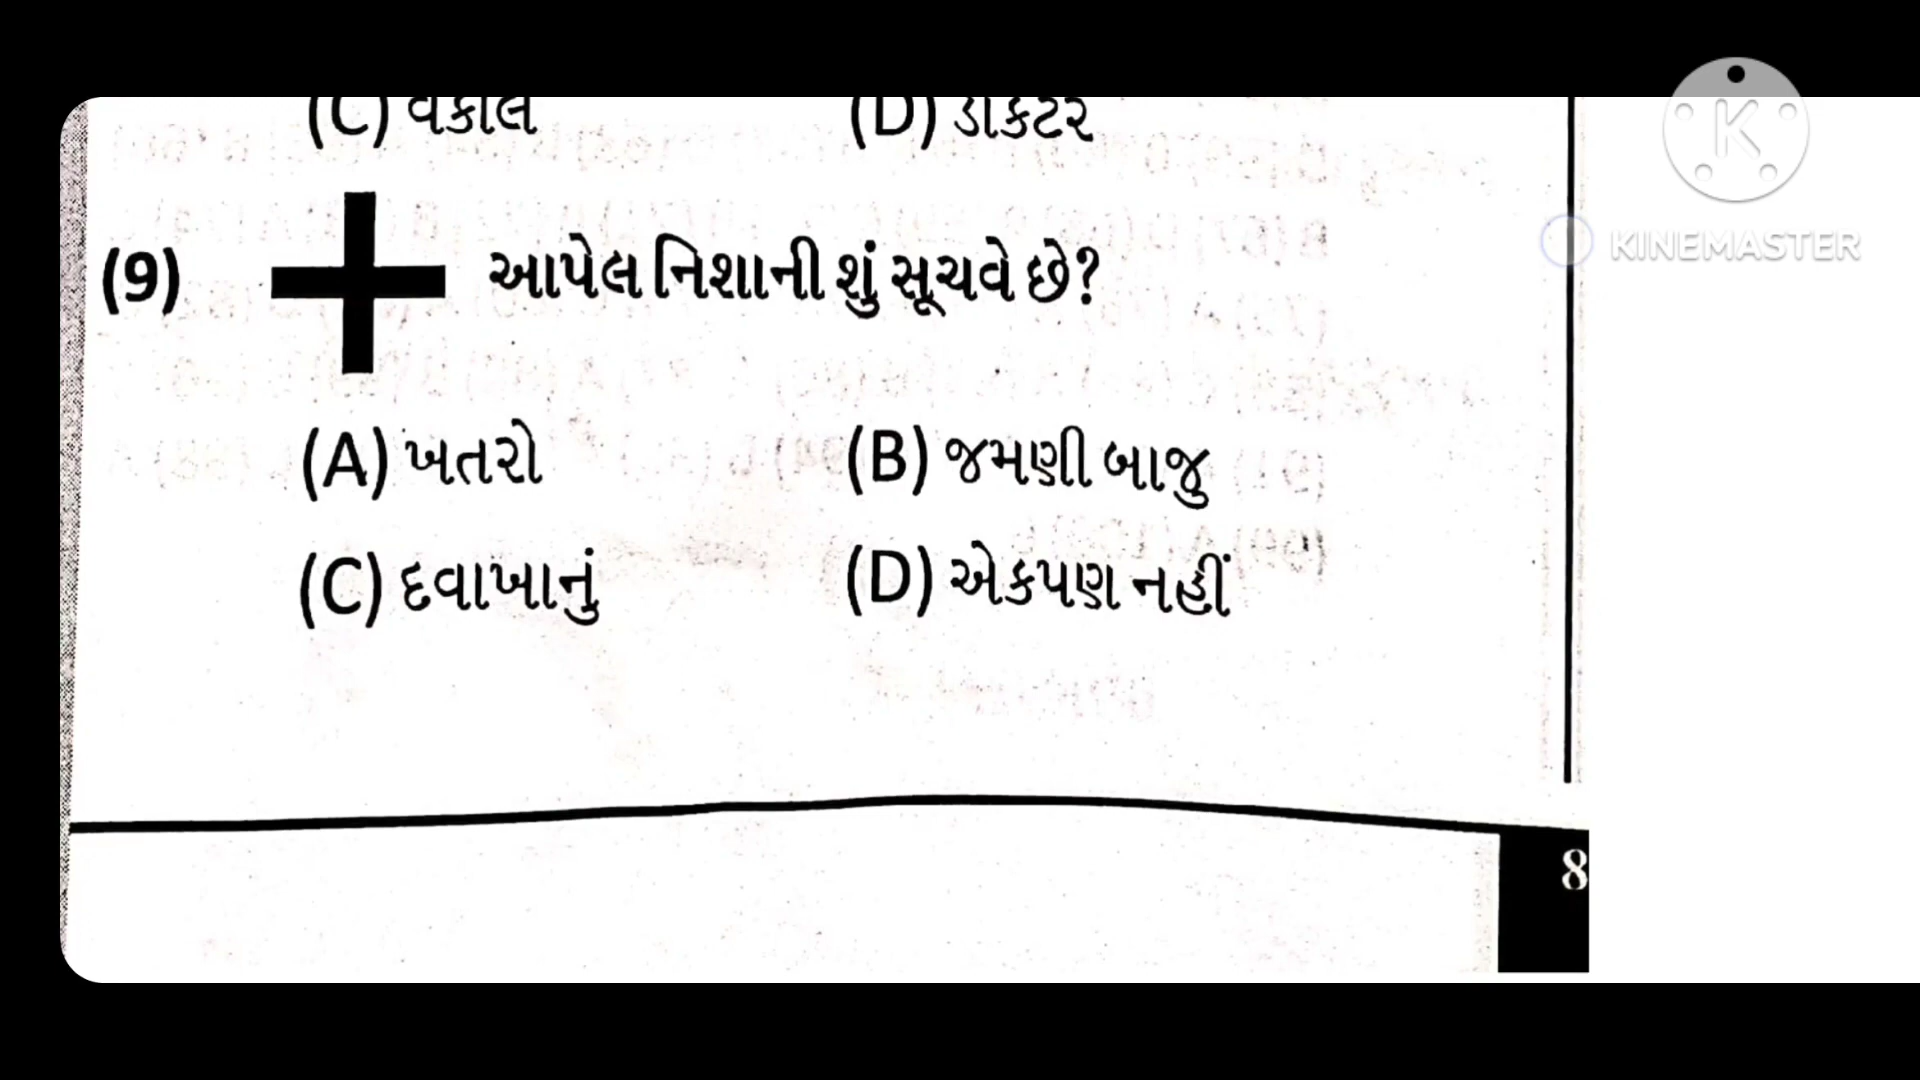 (C) વકીલ (D) ડૉક્ટર
(9) આપેલ નિશાની શું સૂચવે છે?
(A) ખતરો (B) જમણી બાજુ
(C) દવાખાનું (D) એકપણ નહીં
8
K
KINEMASTER